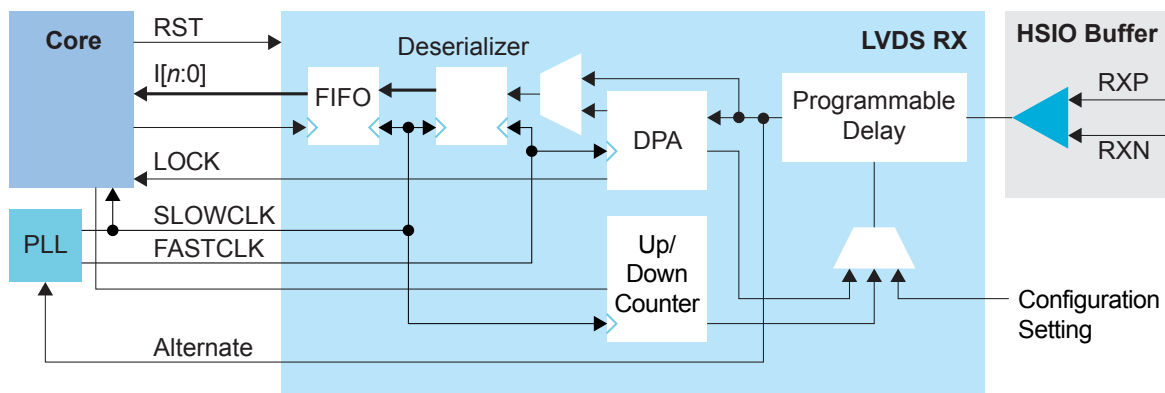 Core
RST
LVDS RX
HSIO Buffer
Deserializer
I[n:0]
FIFO
Programmable
Delay
RXP
RXN
DPA
LOCK
SLOWCLK
PLL
FASTCLK
Up/
Down
Counter
Configuration
Setting
Alternate